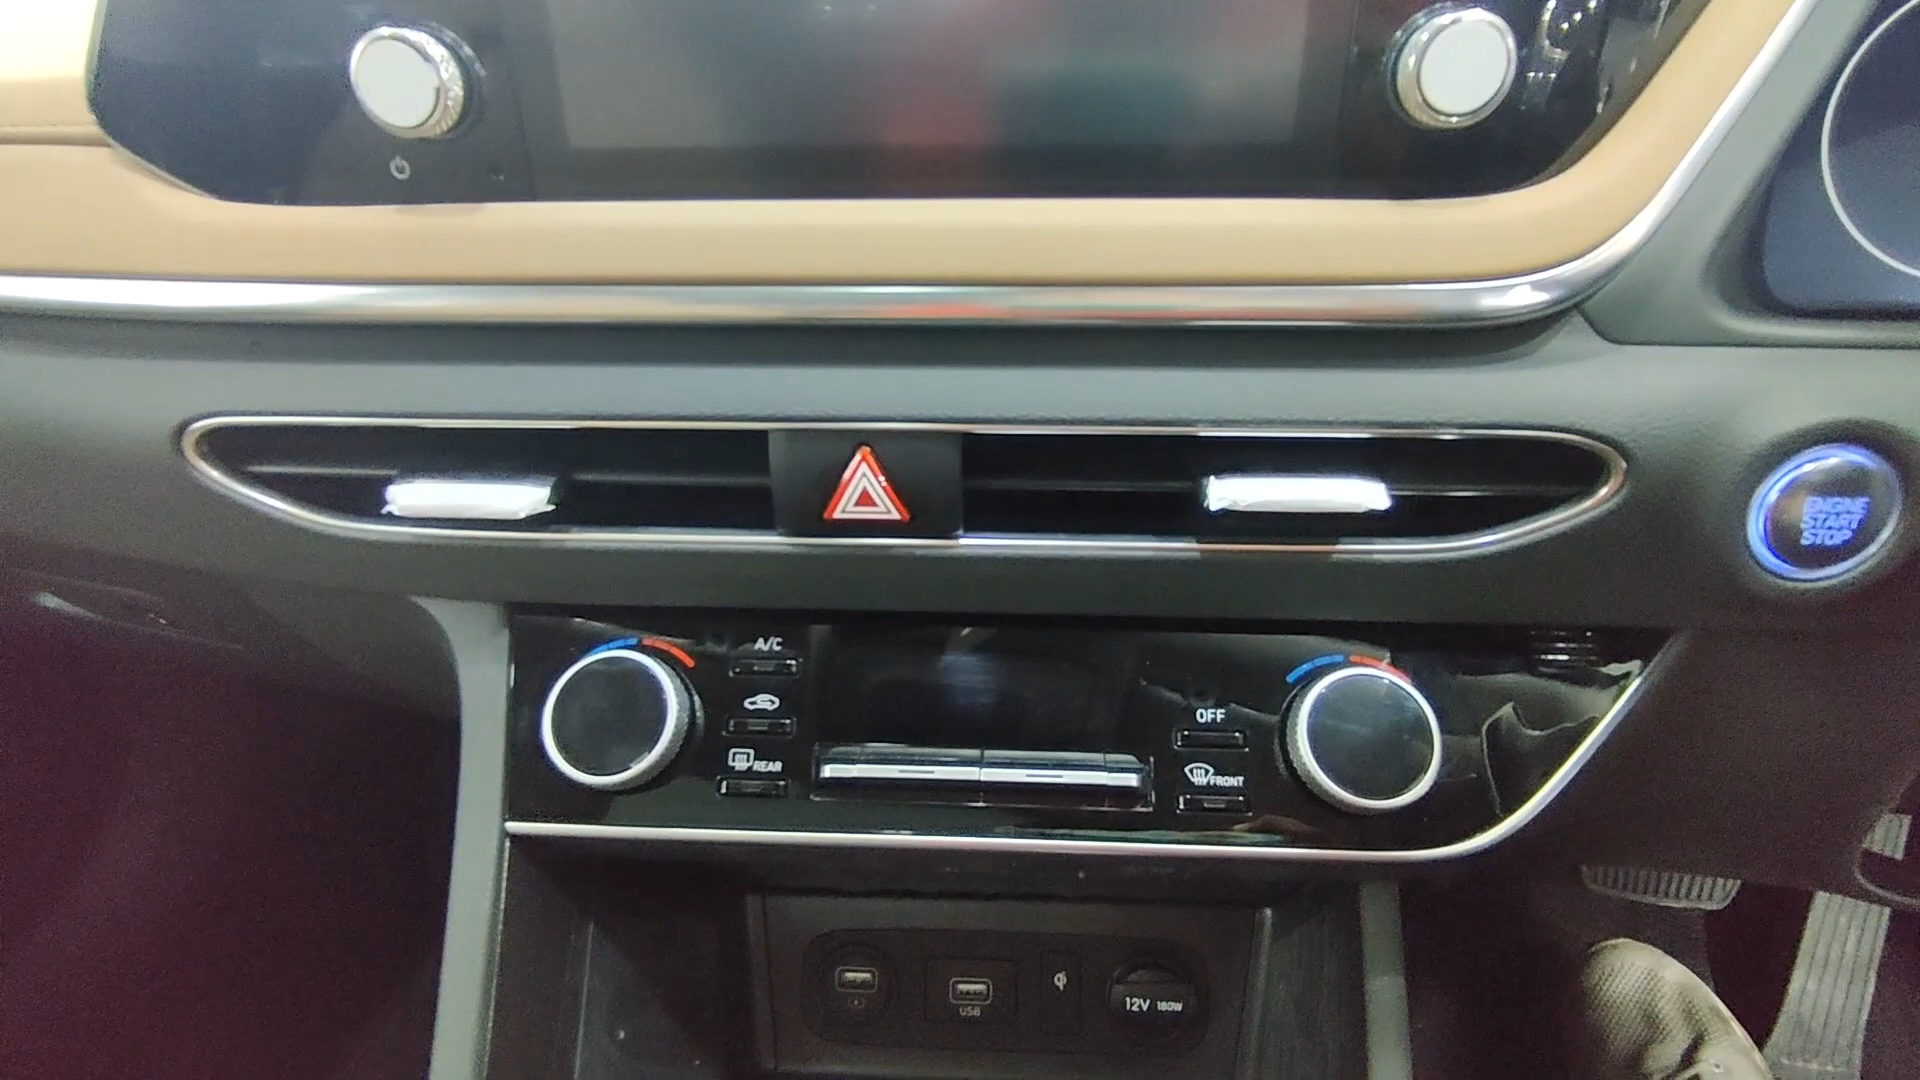 ENGINE
START
STOP
A/C
OFF
REAR
FRONT
USB
12V 180W